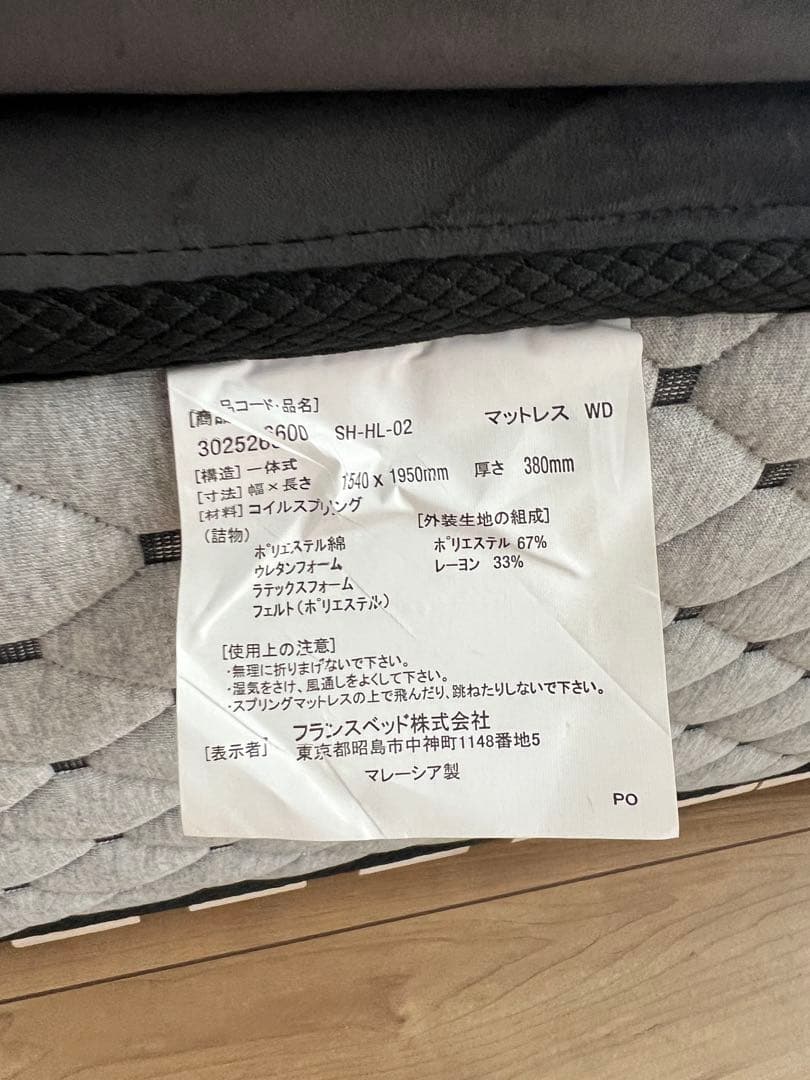 [商品コード・品名]
SH-HL-02 マットレス WD
[構造] 一体式
[寸法] 幅×長さ 1540 x 1950mm 厚さ 380mm
[材料] コイルスプリング
(詰物) [外装生地の組成]
ポリエステル綿 ポリエステル 67%
ウレタンフォーム レーヨン 33%
ラテックスフォーム
フェルト(ポリエステル)
[使用上の注意]
・無理に折りまげないで下さい。
・湿気をさけ、風通しをよくして下さい。
・スプリングマットレスの上で飛んだり、跳ねたりしないで下さい。
フランスベッド株式会社
[表示者] 東京都昭島市中神町1148番地5
マレーシア製
PO